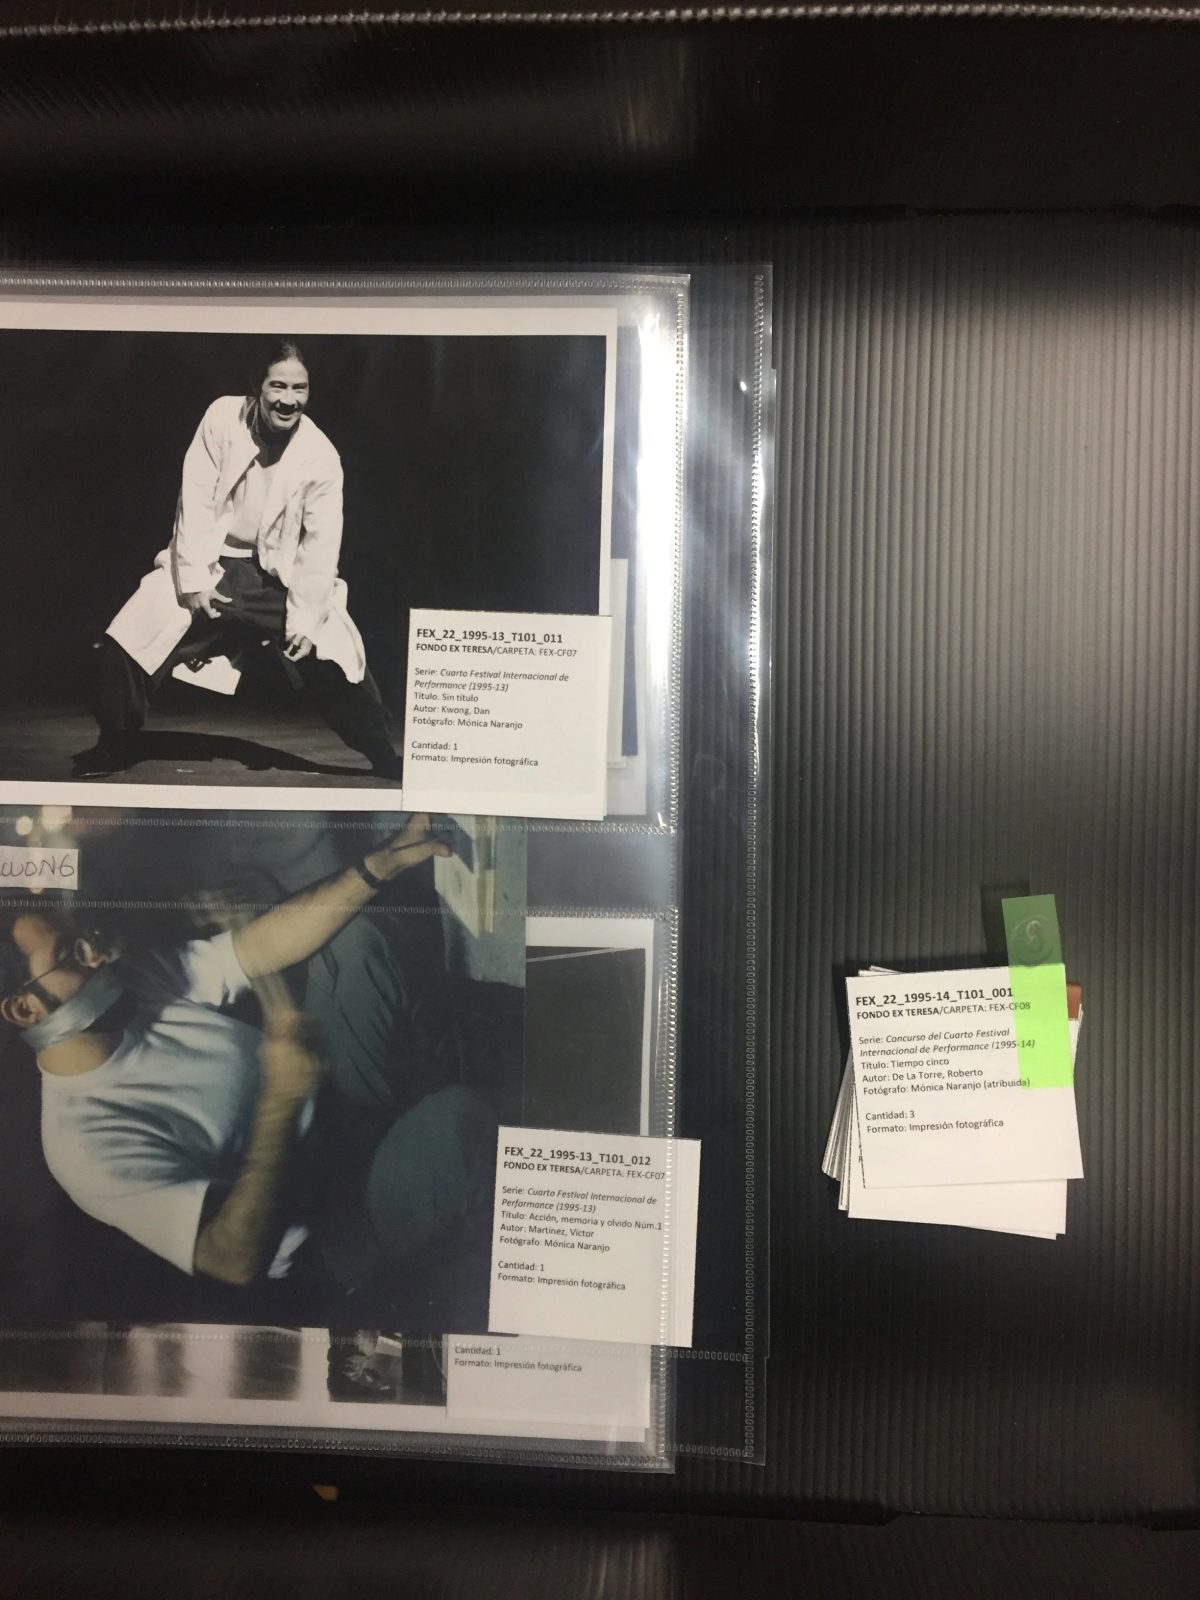 FEX_22_1995-13_T101_011
FONDO EX TERESA/CARPETA: FEX-CF07
Serie: Cuarto Festival Internacional de
Performance (1995-13)
Título. Sin título
Autor: Kwong, Dan
Fotógrafo: Mónica Naranjo
Cantidad: 1
Formato: Impresión fotográfica
WONG
FEX_22_1995-13_T101_012
FONDO EX TERESA/CARPETA: FEX-CF07
Serie: Cuarto Festival Internacional de
Performance (1995-13)
Título: Acción, memoria y olvido Núm.1
Autor: Martínez, Víctor
Fotógrafo: Mónica Naranjo
Cantidad: 1
Formato: Impresión fotográfica
Cantidad: 1
Formato: Impresión fotográfica
8
FEX_22_1995-14_T101_001
FONDO EX TERESA/CARPETA: FEX-CF08
Serie: Concurso del Cuarto Festival
Internacional de Performance (1995-14)
Título: Tiempo cinco
Autor: De La Torre, Roberto
Fotógrafo: Mónica Naranjo (atribuida)
Cantidad: 3
Formato: Impresión fotográfica